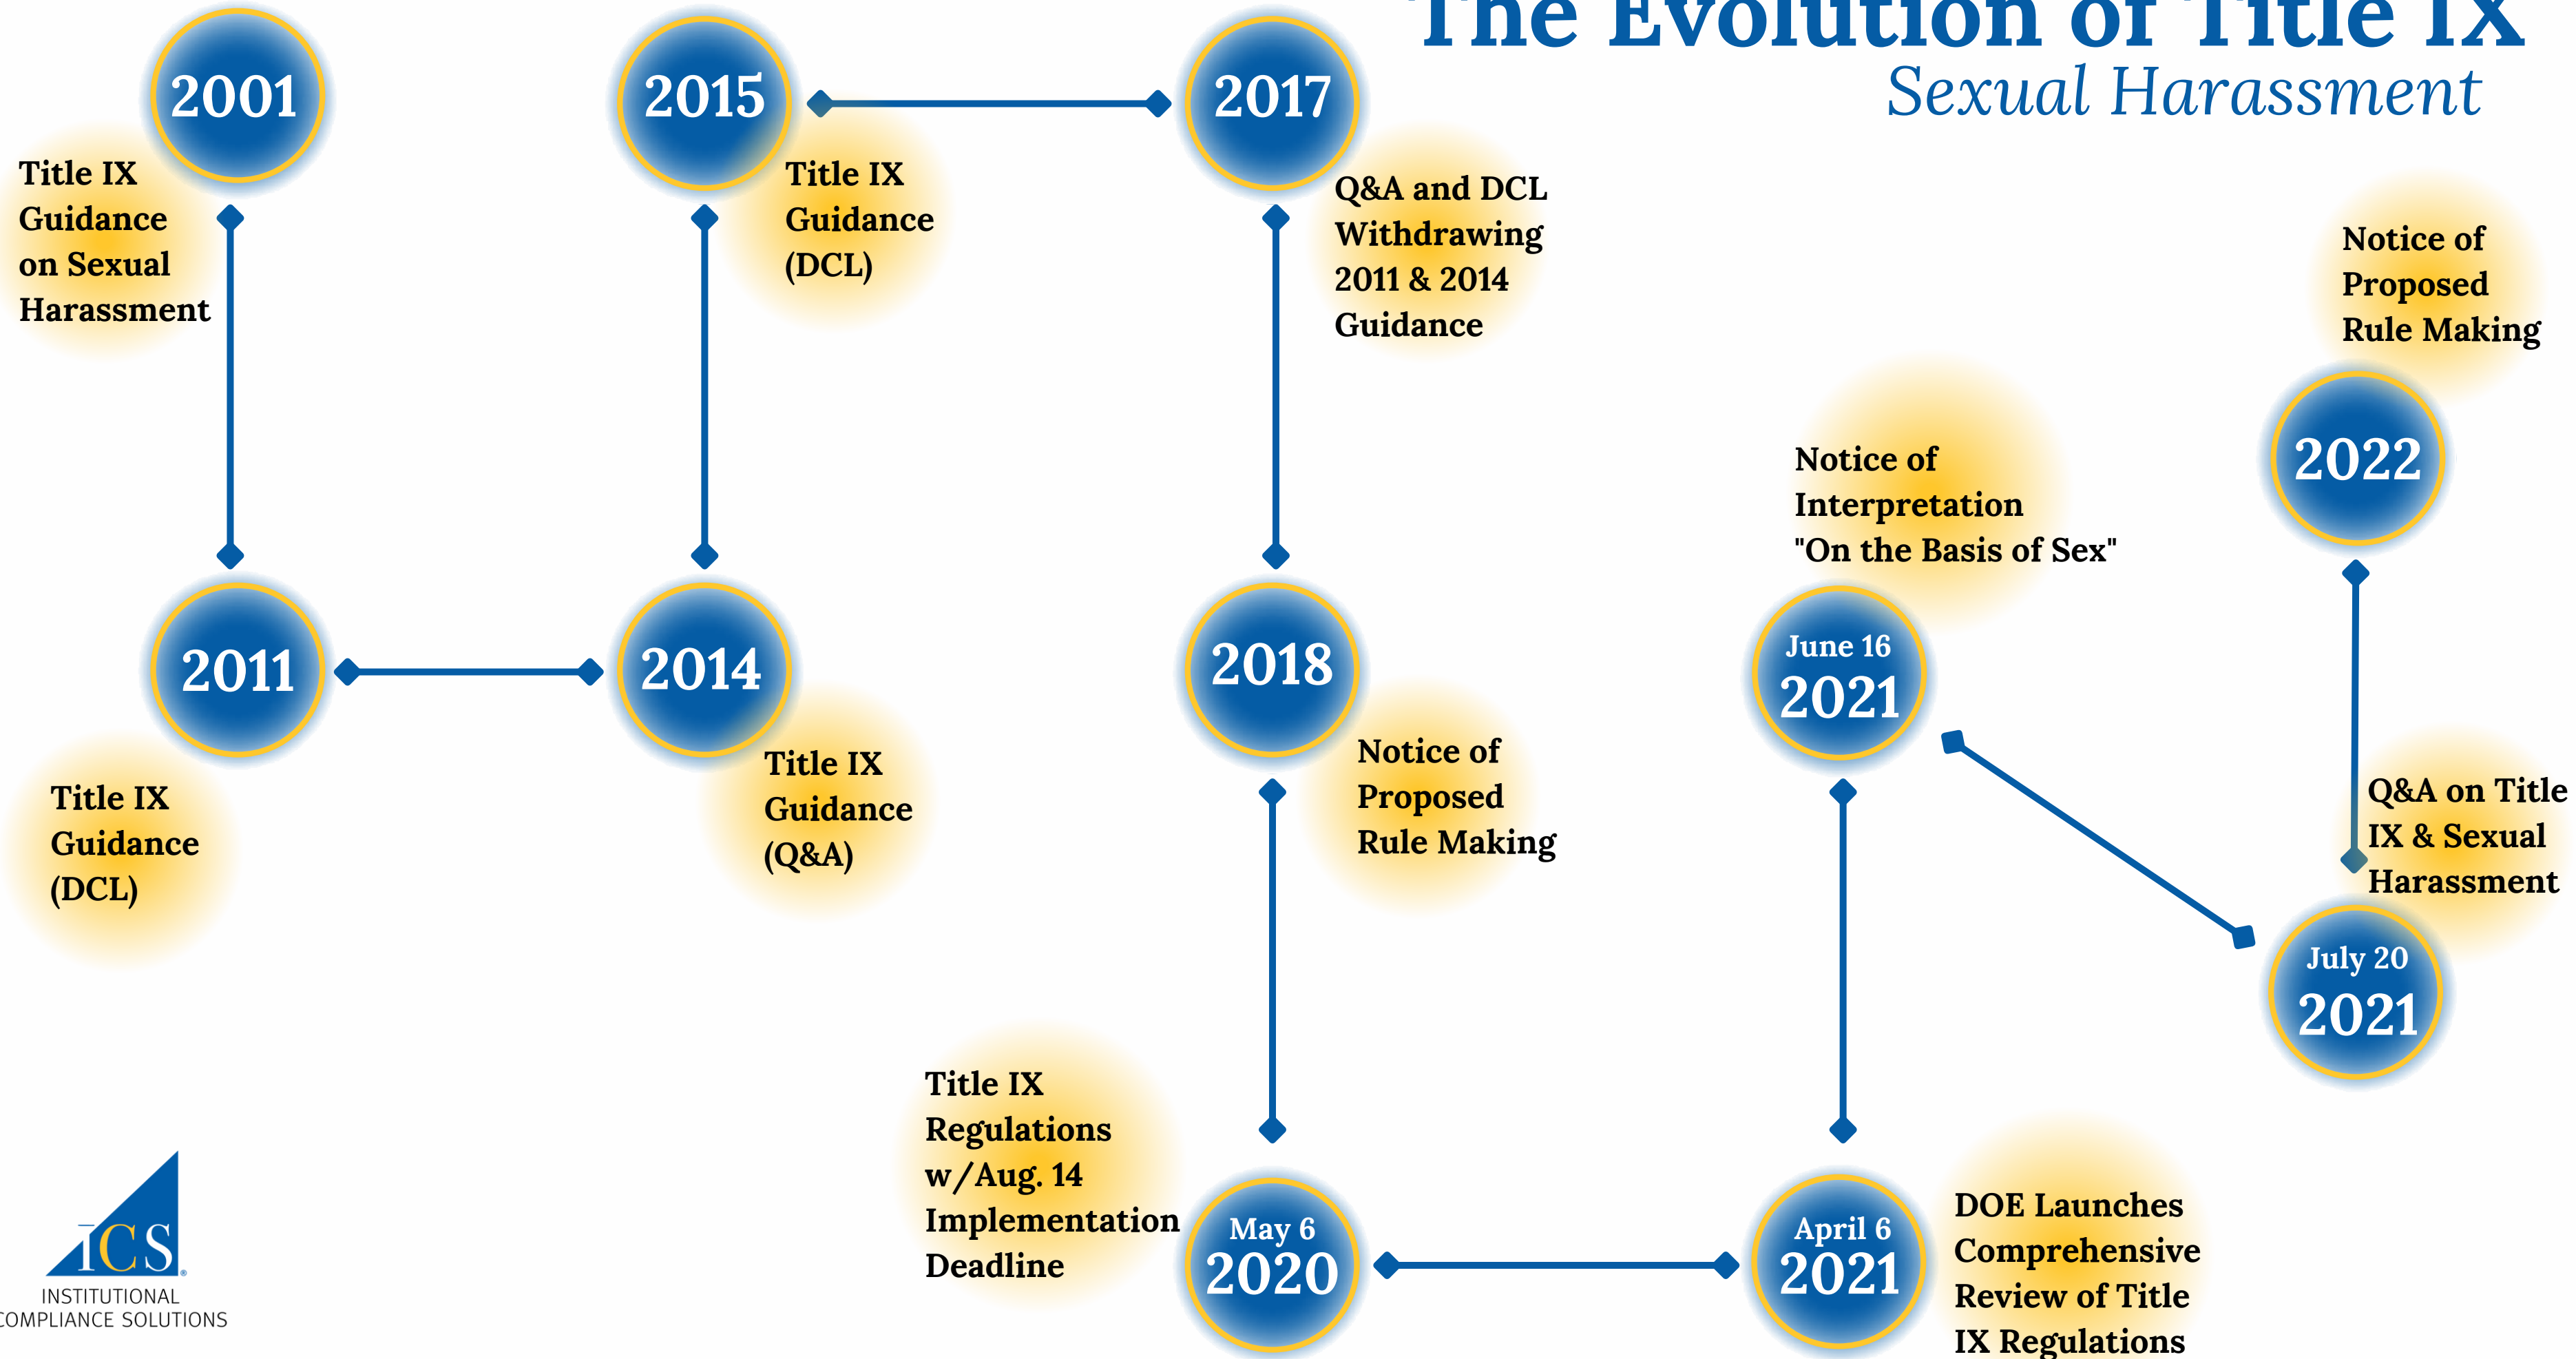 The Evolution of Title IX
Sexual Harassment
2001
Title IX
Guidance
on Sexual
Harassment
2011
Title IX
Guidance
(DCL)
2014
Title IX
Guidance
(Q&A)
2015
Title IX
Guidance
(DCL)
2017
Q&A and DCL
Withdrawing
2011 & 2014
Guidance
2018
Notice of
Proposed
Rule Making
May 6
2020
Title IX
Regulations
w/Aug. 14
Implementation
Deadline
April 6
2021
DOE Launches
Comprehensive
Review of Title
IX Regulations
June 16
2021
Notice of
Interpretation
"On the Basis of Sex"
July 20
2021
Q&A on Title
IX & Sexual
Harassment
2022
Notice of
Proposed
Rule Making
ICS®
INSTITUTIONAL
COMPLIANCE SOLUTIONS